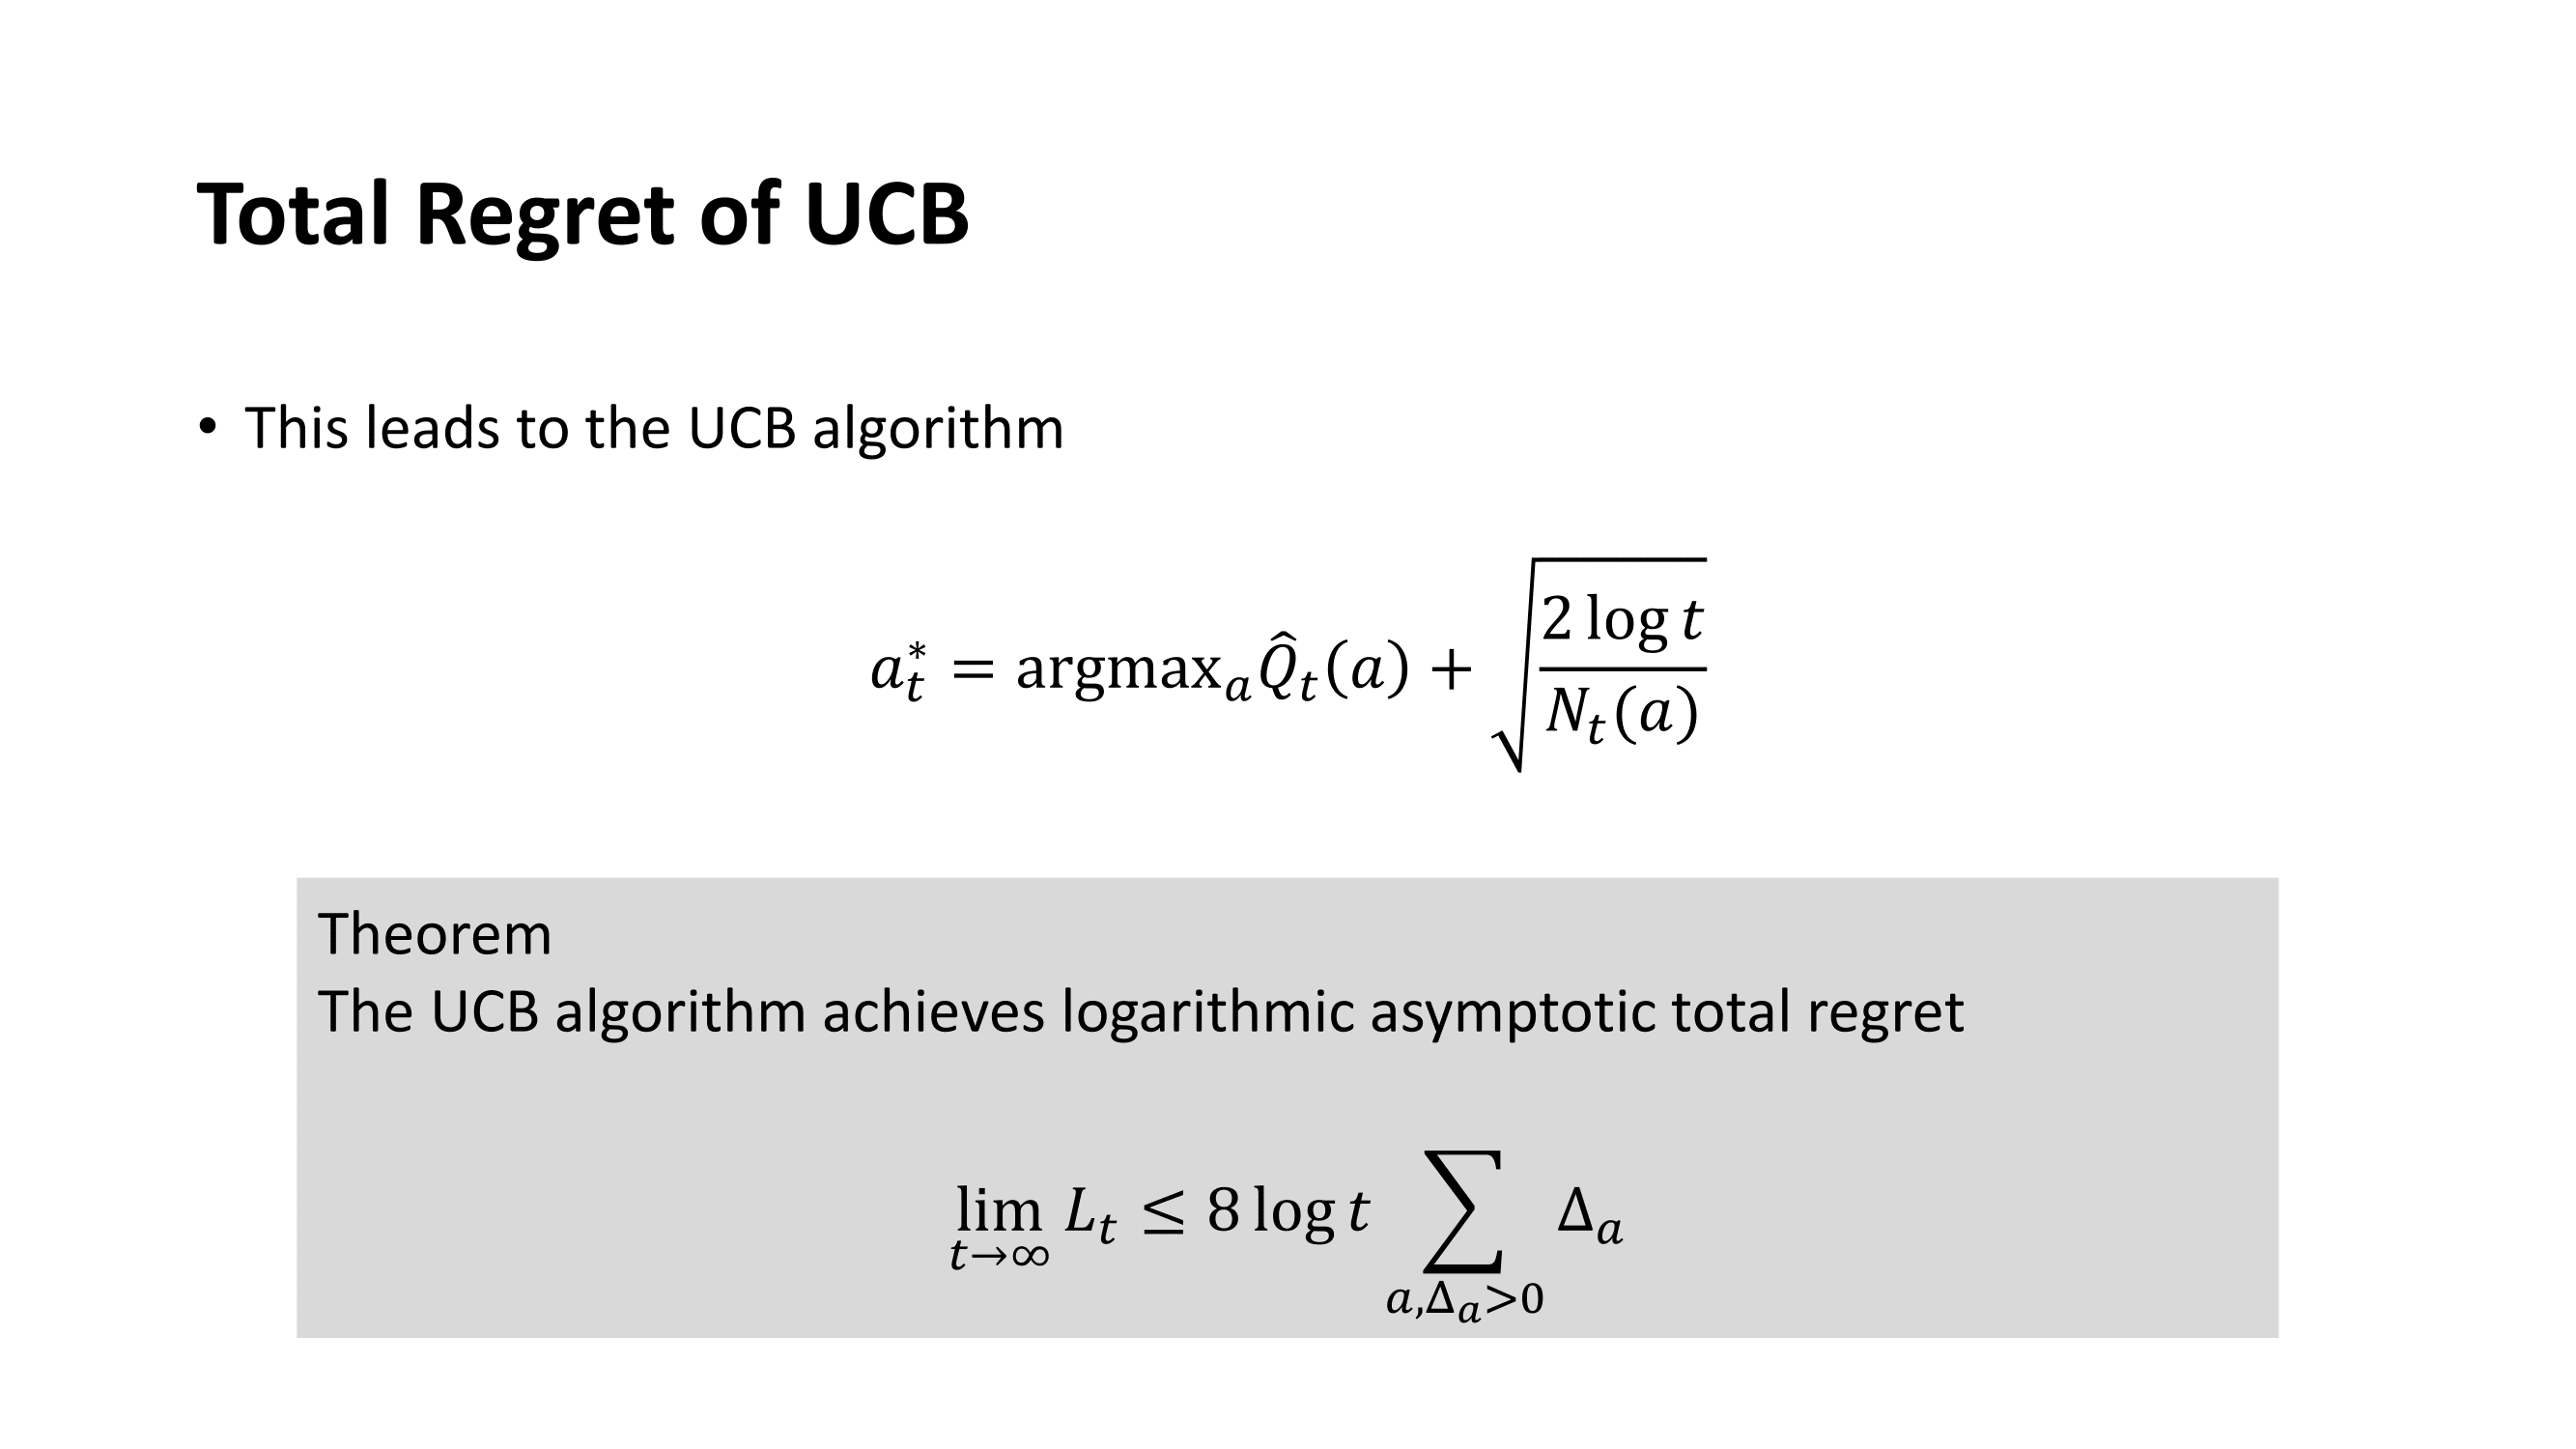 Total Regret of UCB
• This leads to the UCB algorithm
$a_t^* = \mathrm{argmax}_a \hat{Q}_t(a) + \sqrt{\frac{2 \log t}{N_t(a)}}$
Theorem
The UCB algorithm achieves logarithmic asymptotic total regret
$\lim_{t \to \infty} L_t \leq 8 \log t \sum_{a, \Delta_a > 0} \Delta_a$